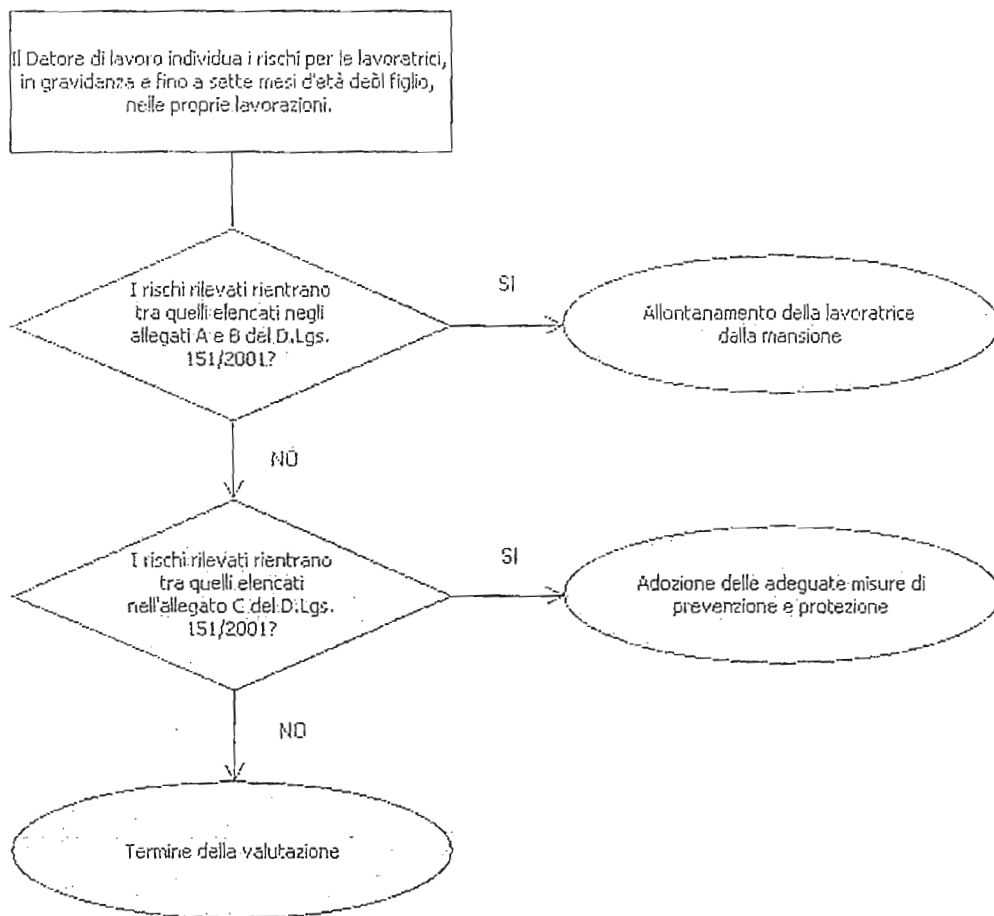 Il Datore di lavoro individua i rischi per le lavoratrici,
in gravidanza e fino a sette mesi d'età deòl figlio,
nelle proprie lavorazioni.
I rischi rilevati rientrano
tra quelli elencati negli
allegati A e B del D.Lgs.
151/2001?
SI
Allontanamento della lavoratrice
dalla mansione
NO
I rischi rilevati rientrano
tra quelli elencati
nell'allegato C del D.Lgs.
151/2001?
SI
Adozione delle adeguate misure di
prevenzione e protezione
NO
Termine della valutazione